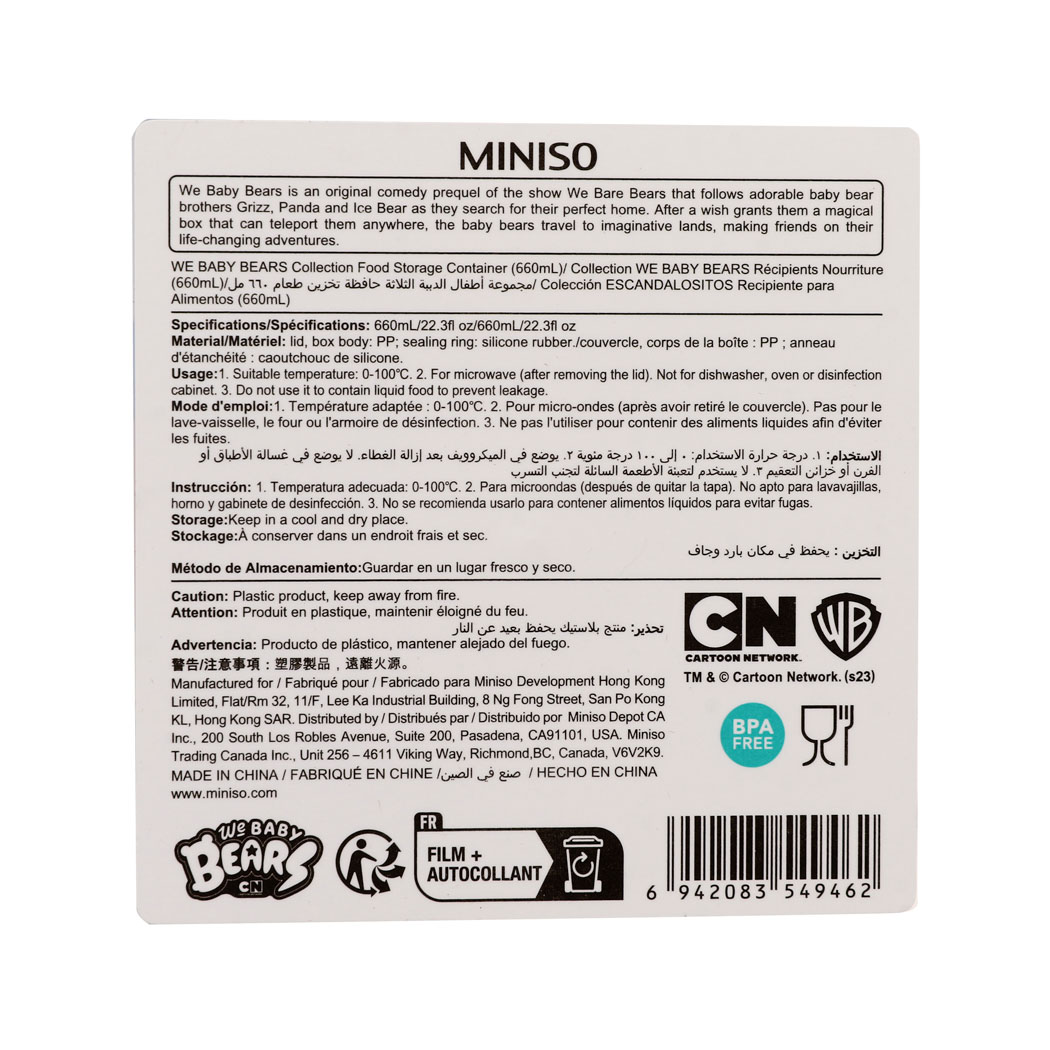 MINISO
We Baby Bears is an original comedy prequel of the show We Bare Bears that follows adorable baby bear
brothers Grizz, Panda and Ice Bear as they search for their perfect home. After a wish grants them a magical
box that can teleport them anywhere, the baby bears travel to imaginative lands, making friends on their
life-changing adventures.
WE BABY BEARS Collection Food Storage Container (660mL)/ Collection WE BABY BEARS Récipients Nourriture
(660mL)/مجموعة أطفال الدببة الثلاثة حافظة تخزين طعام ٦٦٠ مل/ Colección ESCANDALOSITOS Recipiente para
Alimentos (660mL)
Specifications/Spécifications: 660mL/22.3fl oz/660mL/22.3fl oz
Material/Matériel: lid, box body: PP; sealing ring: silicone rubber./couvercle, corps de la boîte : PP ; anneau
d'étanchéité : caoutchouc de silicone.
Usage:1. Suitable temperature: 0-100℃. 2. For microwave (after removing the lid). Not for dishwasher, oven or disinfection
cabinet. 3. Do not use it to contain liquid food to prevent leakage.
Mode d'emploi:1. Température adaptée : 0-100℃. 2. Pour micro-ondes (après avoir retiré le couvercle). Pas pour le
lave-vaisselle, le four ou l'armoire de désinfection. 3. Ne pas l'utiliser pour contenir des aliments liquides afin d'éviter
les fuites.
الاستخدام: ١. درجة حرارة الاستخدام: ٠ إلى ١٠٠ درجة مئوية ٢. يوضع في الميكروويف بعد إزالة الغطاء. لا يوضع في غسالة الأطباق أو
الفرن أو خزائن التعقيم ٣. لا يستخدم لتعبئة الأطعمة السائلة لتجنب التسرب
Instrucción: 1. Temperatura adecuada: 0-100℃. 2. Para microondas (después de quitar la tapa). No apto para lavavajillas,
horno y gabinete de desinfección. 3. No se recomienda usarlo para contener alimentos líquidos para evitar fugas.
Storage:Keep in a cool and dry place.
Stockage:À conserver dans un endroit frais et sec.
التخزين : يحفظ في مكان بارد وجاف
Método de Almacenamiento:Guardar en un lugar fresco y seco.
Caution: Plastic product, keep away from fire.
Attention: Produit en plastique, maintenir éloigné du feu.
تحذير: منتج بلاستيك يحفظ بعيد عن النار
Advertencia: Producto de plástico, mantener alejado del fuego.
警告/注意事項：塑膠製品，遠離火源。
Manufactured for / Fabriqué pour / Fabricado para Miniso Development Hong Kong
Limited, Flat/Rm 32, 11/F, Lee Ka Industrial Building, 8 Ng Fong Street, San Po Kong
KL, Hong Kong SAR. Distributed by / Distribués par / Distribuido por Miniso Depot CA
Inc., 200 South Los Robles Avenue, Suite 200, Pasadena, CA91101, USA. Miniso
Trading Canada Inc., Unit 256 – 4611 Viking Way, Richmond,BC, Canada, V6V2K9.
MADE IN CHINA / FABRIQUÉ EN CHINE /صنع في الصين / HECHO EN CHINA
www.miniso.com
CN
CARTOON NETWORK™
WB
TM & © Cartoon Network. (s23)
BPA
FREE
We BABY
BEARS
CN
FR
FILM +
AUTOCOLLANT
6 942083 549462